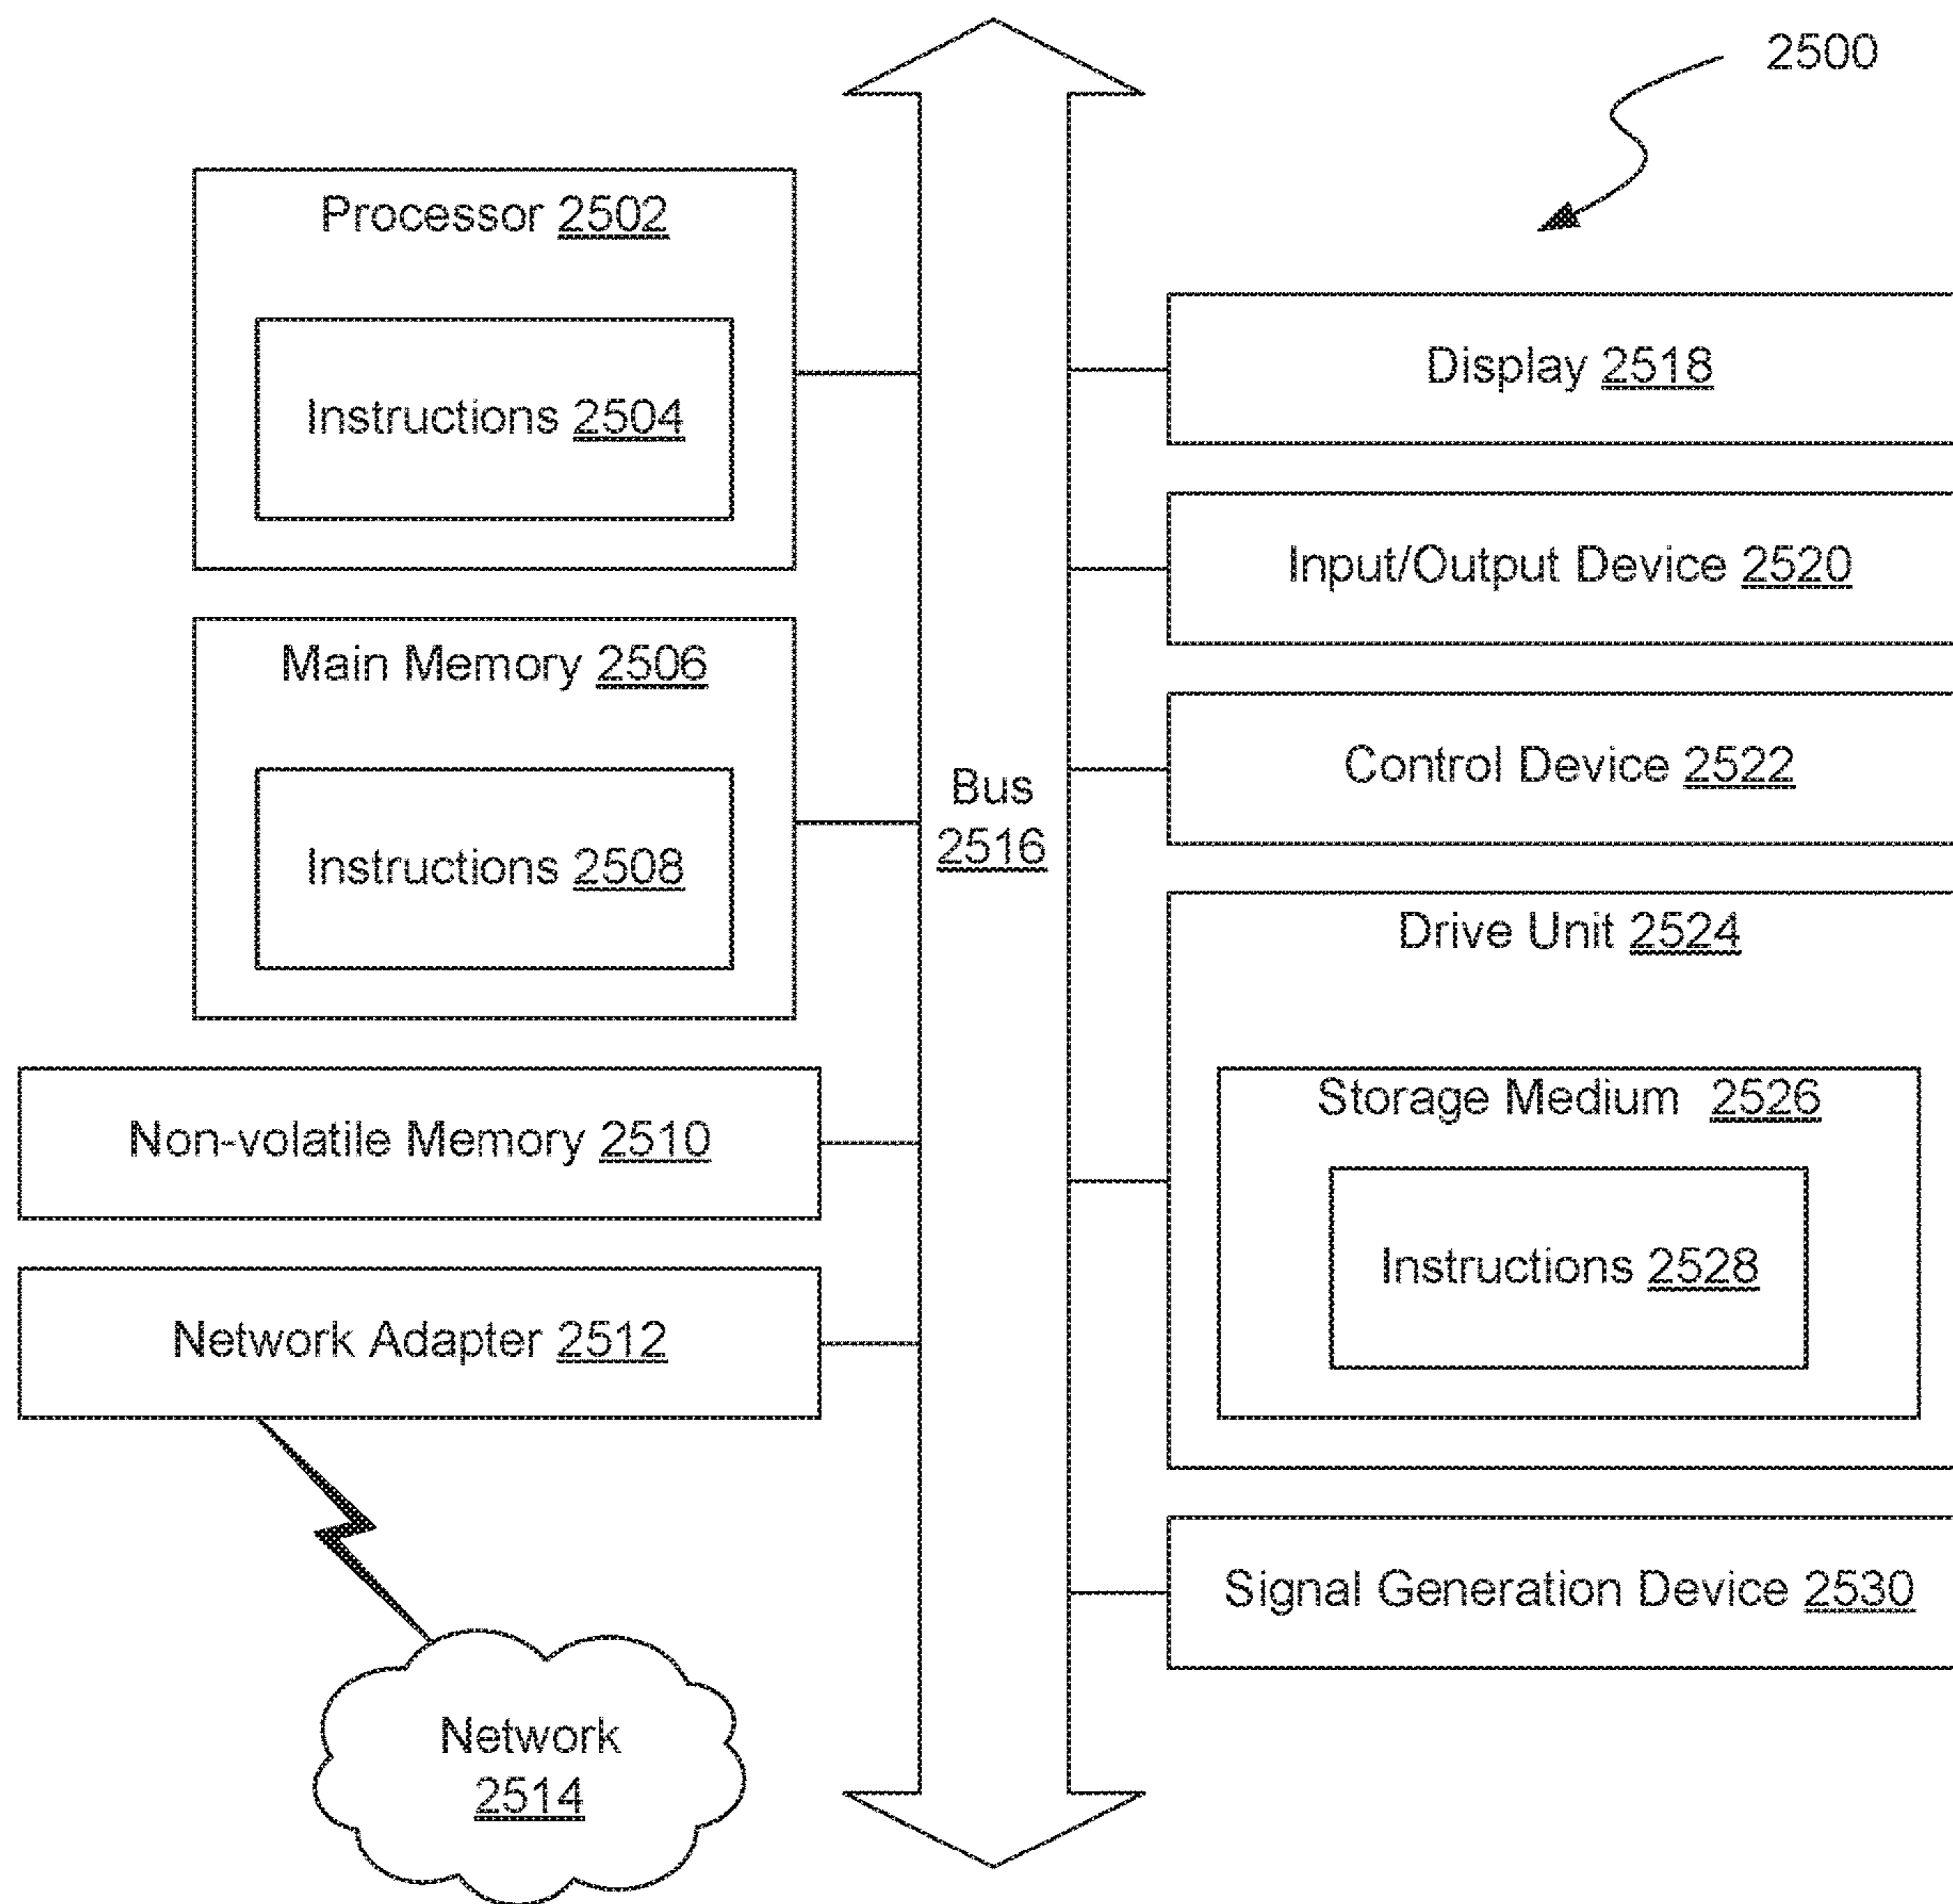 2500
Processor 2502
Instructions 2504
Main Memory 2506
Instructions 2508
Non-volatile Memory 2510
Network Adapter 2512
Network
2514
Bus
2516
Display 2518
Input/Output Device 2520
Control Device 2522
Drive Unit 2524
Storage Medium 2526
Instructions 2528
Signal Generation Device 2530